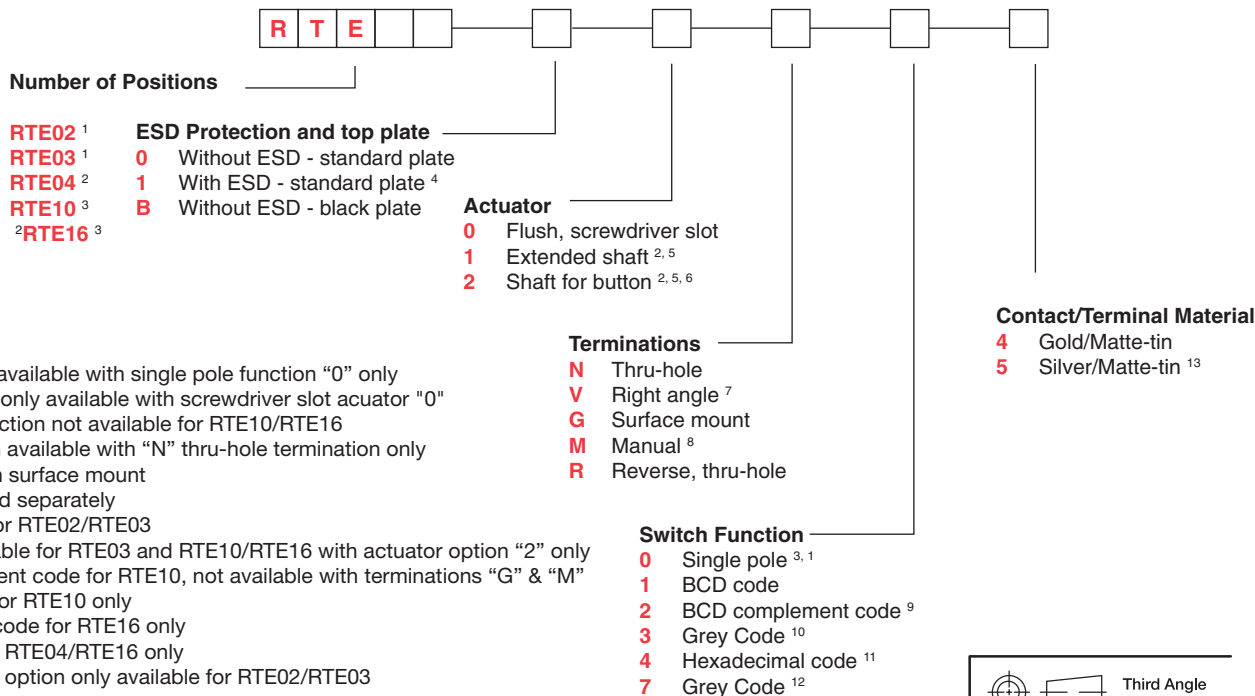 R T E
Number of Positions
RTE02 1
RTE03 1
RTE04 2
RTE10 3
2RTE16 3
ESD Protection and top plate
0 Without ESD - standard plate
1 With ESD - standard plate 4
B Without ESD - black plate
Actuator
0 Flush, screwdriver slot
1 Extended shaft 2, 5
2 Shaft for button 2, 5, 6
Terminations
N Thru-hole
V Right angle 7
G Surface mount
M Manual 8
R Reverse, thru-hole
Switch Function
0 Single pole 3, 1
1 BCD code
2 BCD complement code 9
3 Grey Code 10
4 Hexadecimal code 11
7 Grey Code 12
Contact/Terminal Material
4 Gold/Matte-tin
5 Silver/Matte-tin 13
available with single pole function “0” only
only available with screwdriver slot acuator "0"
ction not available for RTE10/RTE16
available with “N” thru-hole termination only
surface mount
d separately
or RTE02/RTE03
ble for RTE03 and RTE10/RTE16 with actuator option “2” only
ent code for RTE10, not available with terminations “G” & “M”
or RTE10 only
code for RTE16 only
RTE04/RTE16 only
option only available for RTE02/RTE03
Third Angle